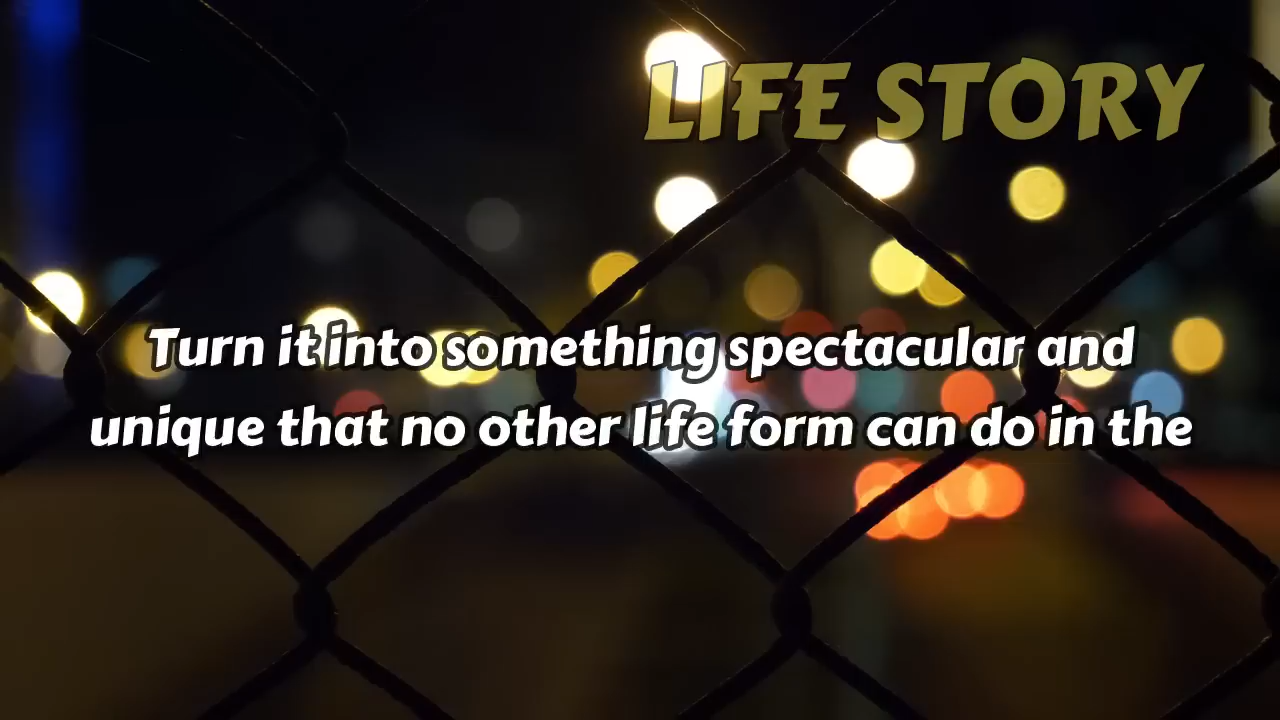 LIFE STORY
Turn it into something spectacular and
unique that no other life form can do in the